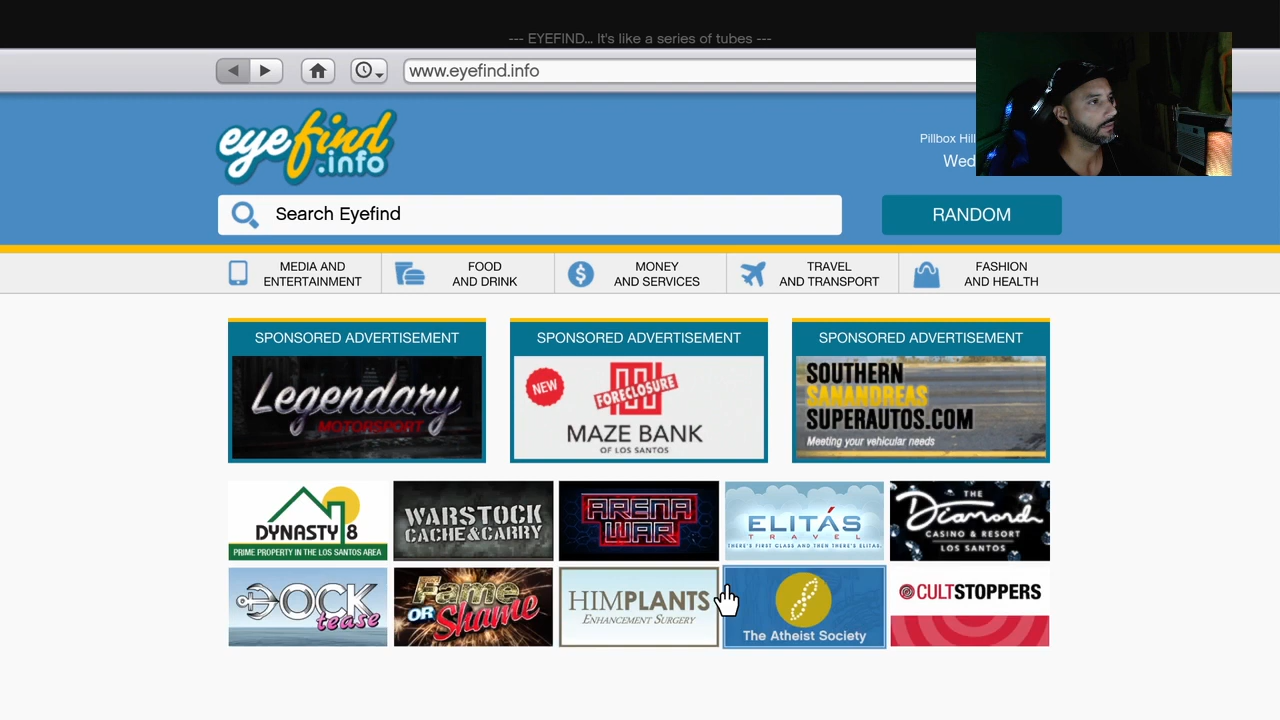 --- EYEFIND... It's like a series of tubes ---
www.eyefind.info
eyefind
.info
Pillbox Hill
Wed
Search Eyefind
RANDOM
MEDIA AND
ENTERTAINMENT
FOOD
AND DRINK
MONEY
AND SERVICES
TRAVEL
AND TRANSPORT
FASHION
AND HEALTH
SPONSORED ADVERTISEMENT
Legendary
MOTORSPORT
SPONSORED ADVERTISEMENT
NEW
FORECLOSURE
MAZE BANK
OF LOS SANTOS
SPONSORED ADVERTISEMENT
SOUTHERN
SANANDREAS
SUPERAUTOS.COM
Meeting your vehicular needs
DYNASTY 8
PRIME PROPERTY IN THE LOS SANTOS AREA
WARSTOCK
CACHE&CARRY
ARENA
WAR
ELITÁS
TRAVEL
THERE'S FIRST CLASS AND THEN THERE'S ELITAS.
THE
Diamond
CASINO & RESORT
LOS SANTOS
DOCK
tease
Fame
OR Shame
HIMPLANTS
ENHANCEMENT SURGERY
The Atheist Society
CULTSTOPPERS